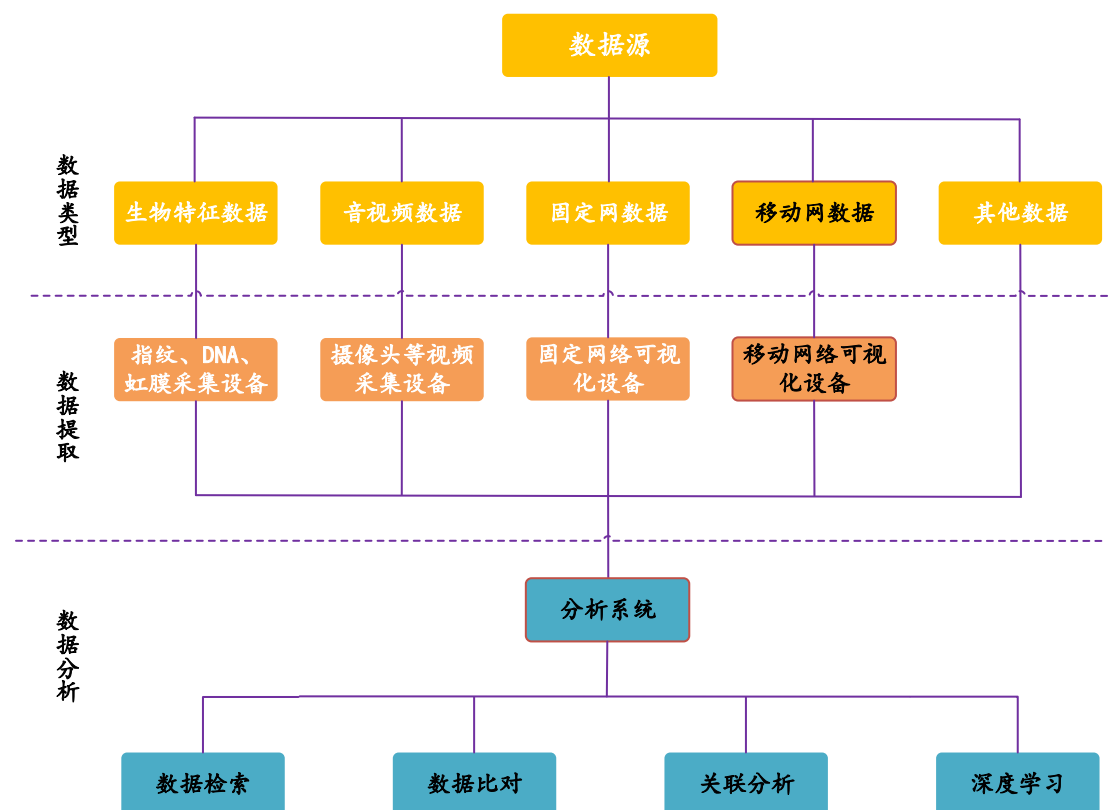 数据源
数据类型
生物特征数据
音视频数据
固定网数据
移动网数据
其他数据
数据提取
指纹、DNA、
虹膜采集设备
摄像头等视频
采集设备
固定网络可视
化设备
移动网络可视
化设备
数据分析
分析系统
数据检索
数据比对
关联分析
深度学习